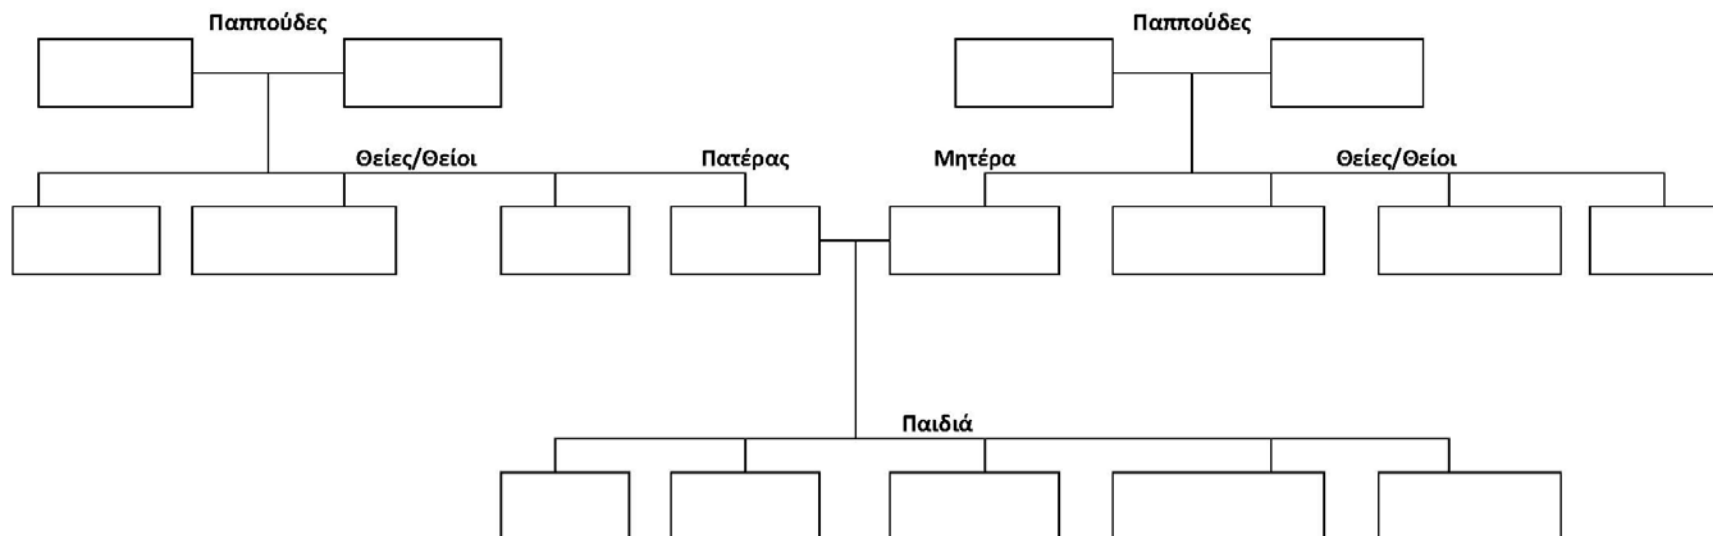 Παππούδες
Παππούδες
Θείες/Θείοι
Πατέρας
Μητέρα
Θείες/Θείοι
Παιδιά